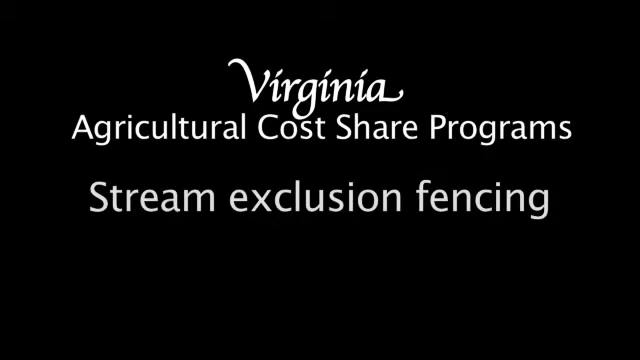 Virginia
Agricultural Cost Share Programs
Stream exclusion fencing